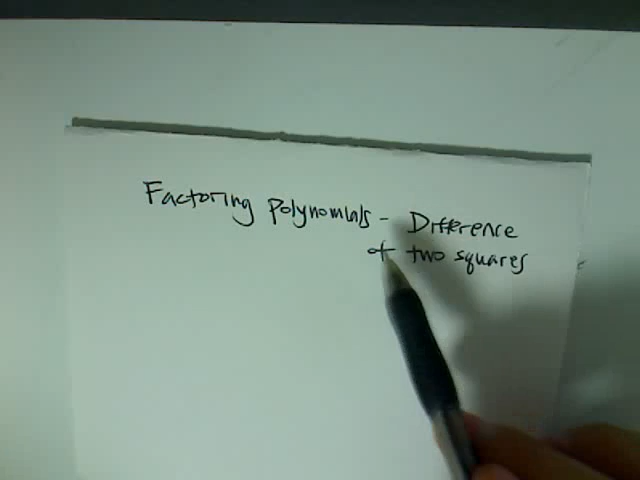 Factoring Polynomials - Difference
of two squares